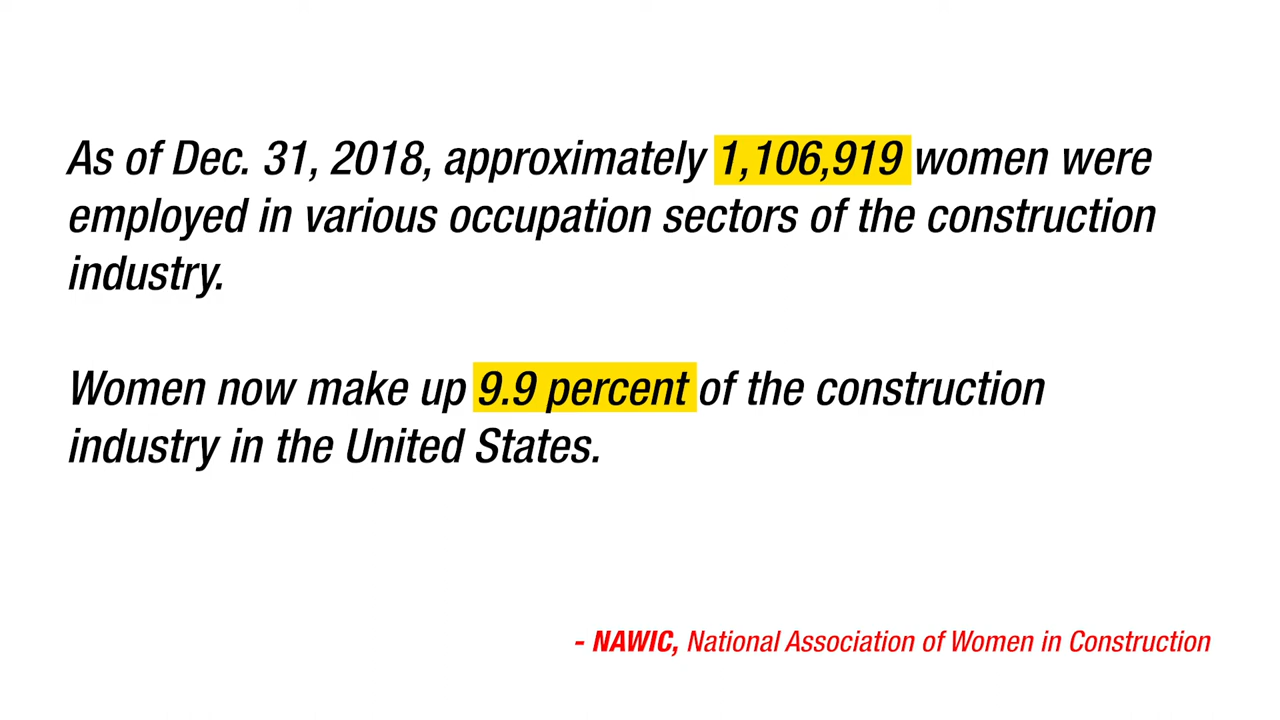 As of Dec. 31, 2018, approximately 1,106,919 women were
employed in various occupation sectors of the construction
industry.
Women now make up 9.9 percent of the construction
industry in the United States.
- NAWIC, National Association of Women in Construction